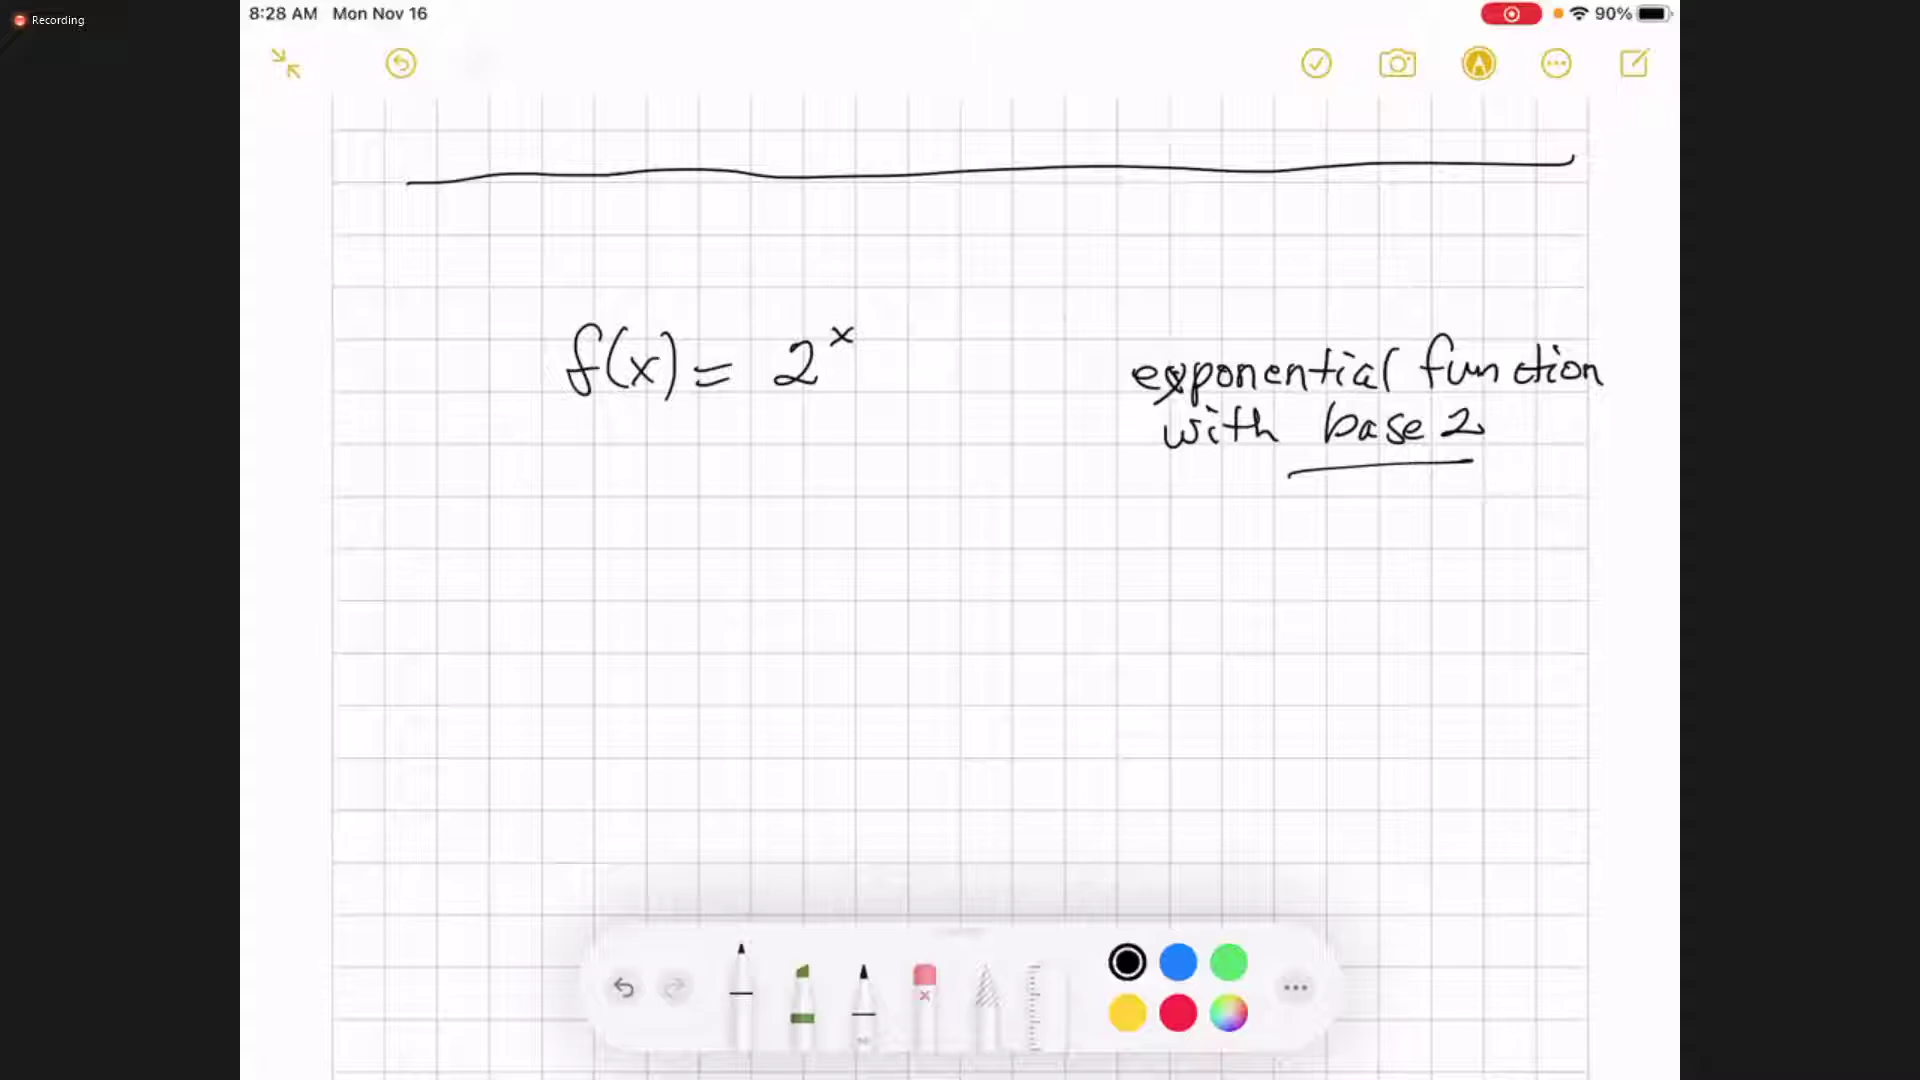 Recording
8:28 AM Mon Nov 16
90%
f(x) = 2^x
exponential function
with base 2